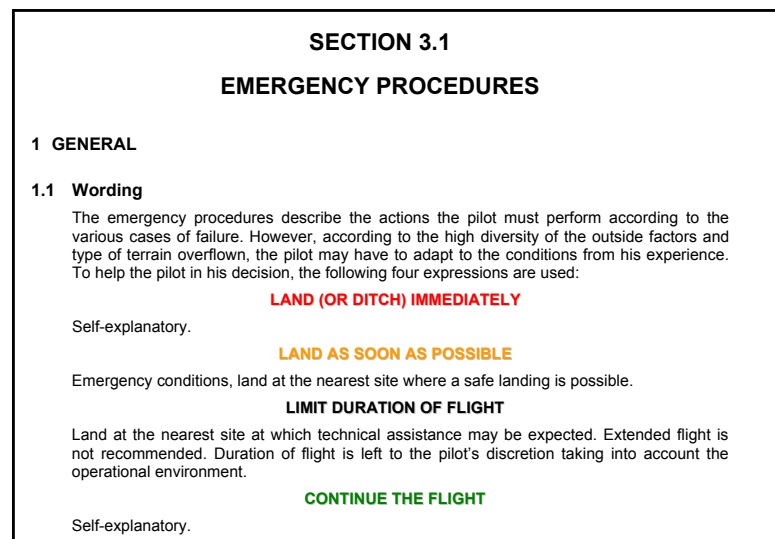 SECTION 3.1
EMERGENCY PROCEDURES
1 GENERAL
1.1 Wording
The emergency procedures describe the actions the pilot must perform according to the
various cases of failure. However, according to the high diversity of the outside factors and
type of terrain overflown, the pilot may have to adapt to the conditions from his experience.
To help the pilot in his decision, the following four expressions are used:
LAND (OR DITCH) IMMEDIATELY
Self-explanatory.
LAND AS SOON AS POSSIBLE
Emergency conditions, land at the nearest site where a safe landing is possible.
LIMIT DURATION OF FLIGHT
Land at the nearest site at which technical assistance may be expected. Extended flight is
not recommended. Duration of flight is left to the pilot's discretion taking into account the
operational environment.
CONTINUE THE FLIGHT
Self-explanatory.